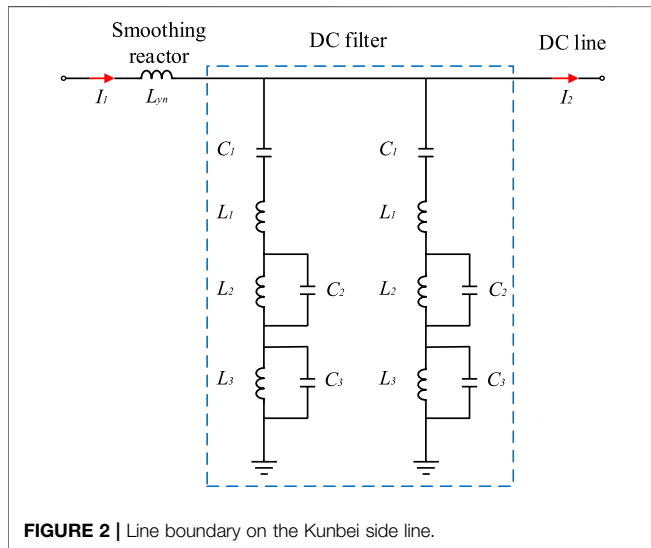 Smoothing
reactor
DC filter
DC line
I1
Lyn
I2
C1
C1
L1
L1
L2
C2
L2
C2
L3
C3
L3
C3
FIGURE 2 | Line boundary on the Kunbei side line.